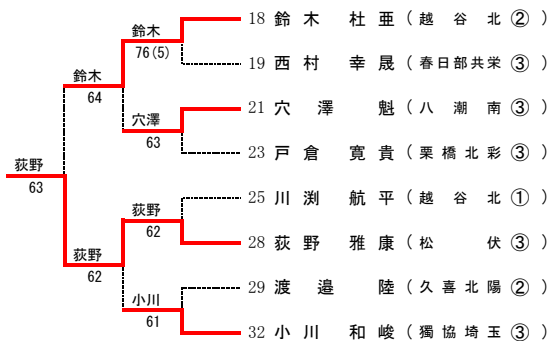 18 鈴木 杜亜 ( 越谷北 ② )
鈴木
76(5)
19 西村 幸晟 ( 春日部共栄 ③ )
鈴木
64
21 穴澤 魁 ( 八潮南 ③ )
穴澤
63
23 戸倉 寛貴 ( 栗橋北彩 ③ )
荻野
63
25 川渕 航平 ( 越谷北 ① )
荻野
62
28 荻野 雅康 ( 松伏 ③ )
荻野
62
29 渡邉 陸 ( 久喜北陽 ② )
小川
61
32 小川 和峻 ( 獨協埼玉 ③ )